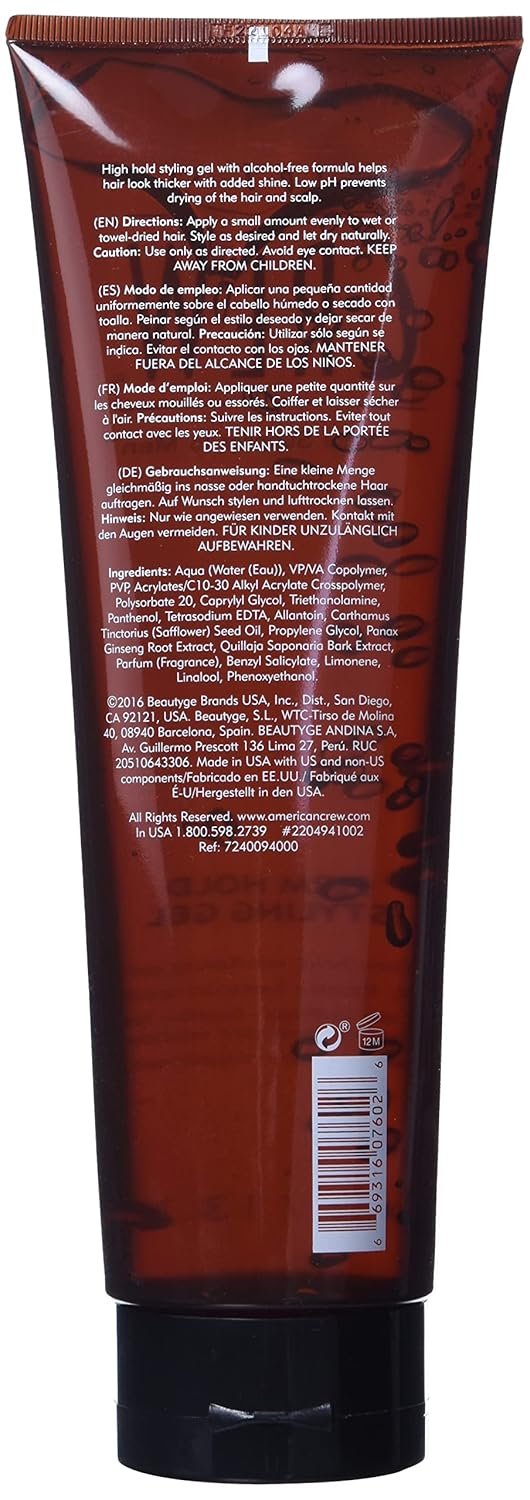 High hold styling gel with alcohol-free formula helps
hair look thicker with added shine. Low pH prevents
drying of the hair and scalp.
(EN) Directions: Apply a small amount evenly to wet or
towel-dried hair. Style as desired and let dry naturally.
Caution: Use only as directed. Avoid eye contact. KEEP
AWAY FROM CHILDREN.
(ES) Modo de empleo: Aplicar una pequeña cantidad
uniformemente sobre el cabello húmedo o secado con
toalla. Peinar según el estilo deseado y dejar secar de
manera natural. Precaución: Utilizar sólo según se
indica. Evitar el contacto con los ojos. MANTENER
FUERA DEL ALCANCE DE LOS NIÑOS.
(FR) Mode d'emploi: Appliquer une petite quantité sur
les cheveux mouillés ou essorés. Coiffer et laisser sécher
à l'air. Précautions: Suivre les instructions. Eviter tout
contact avec les yeux. TENIR HORS DE LA PORTÉE
DES ENFANTS.
(DE) Gebrauchsanweisung: Eine kleine Menge
gleichmäßig ins nasse oder handtuchtrockene Haar
auftragen. Auf Wunsch stylen und lufttrocknen lassen.
Hinweis: Nur wie angewiesen verwenden. Kontakt mit
den Augen vermeiden. FÜR KINDER UNZULÄNGLICH
AUFBEWAHREN.
Ingredients: Aqua (Water (Eau)), VP/VA Copolymer,
PVP, Acrylates/C10-30 Alkyl Acrylate Crosspolymer,
Polysorbate 20, Caprylyl Glycol, Triethanolamine,
Panthenol, Tetrasodium EDTA, Allantoin, Carthamus
Tinctorius (Safflower) Seed Oil, Propylene Glycol, Panax
Ginseng Root Extract, Quillaja Saponaria Bark Extract,
Parfum (Fragrance), Benzyl Salicylate, Limonene,
Linalool, Phenoxyethanol.
©2016 Beautyge Brands USA, Inc., Dist., San Diego,
CA 92121, USA. Beautyge, S.L., WTC-Tirso de Molina
40, 08940 Barcelona, Spain. BEAUTYGE ANDINA S.A,
Av. Guillermo Prescott 136 Lima 27, Perú. RUC
20510643306. Made in USA with US and non-US
components/Fabricado en EE.UU./ Fabriqué aux
É-U/Hergestellt in den USA.
All Rights Reserved. www.americancrew.com
In USA 1.800.598.2739 #2204941002
Ref: 7240094000
®
12M
6 69316 07602 6